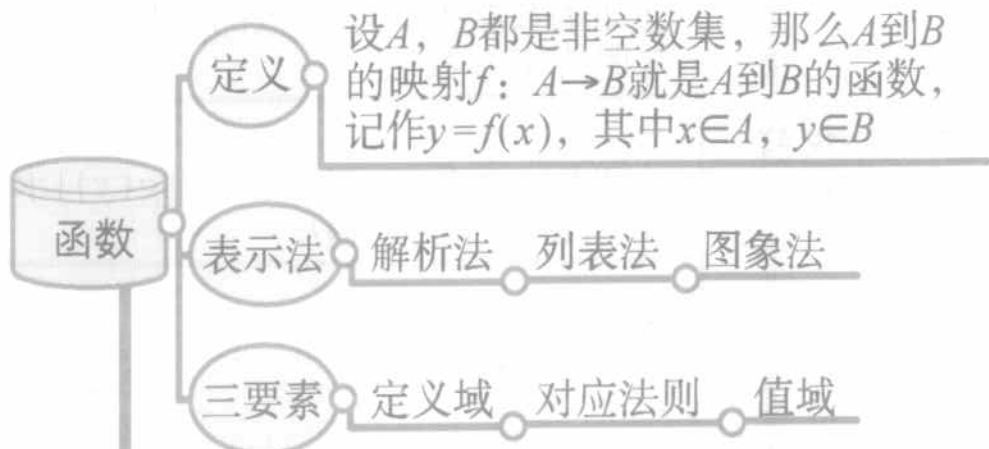 设A，B都是非空数集，那么A到B
定义
的映射f：A→B就是A到B的函数，
记作y=f(x)，其中x∈A，y∈B
函数
表示法 解析法 列表法 图象法
三要素 定义域 对应法则 值域